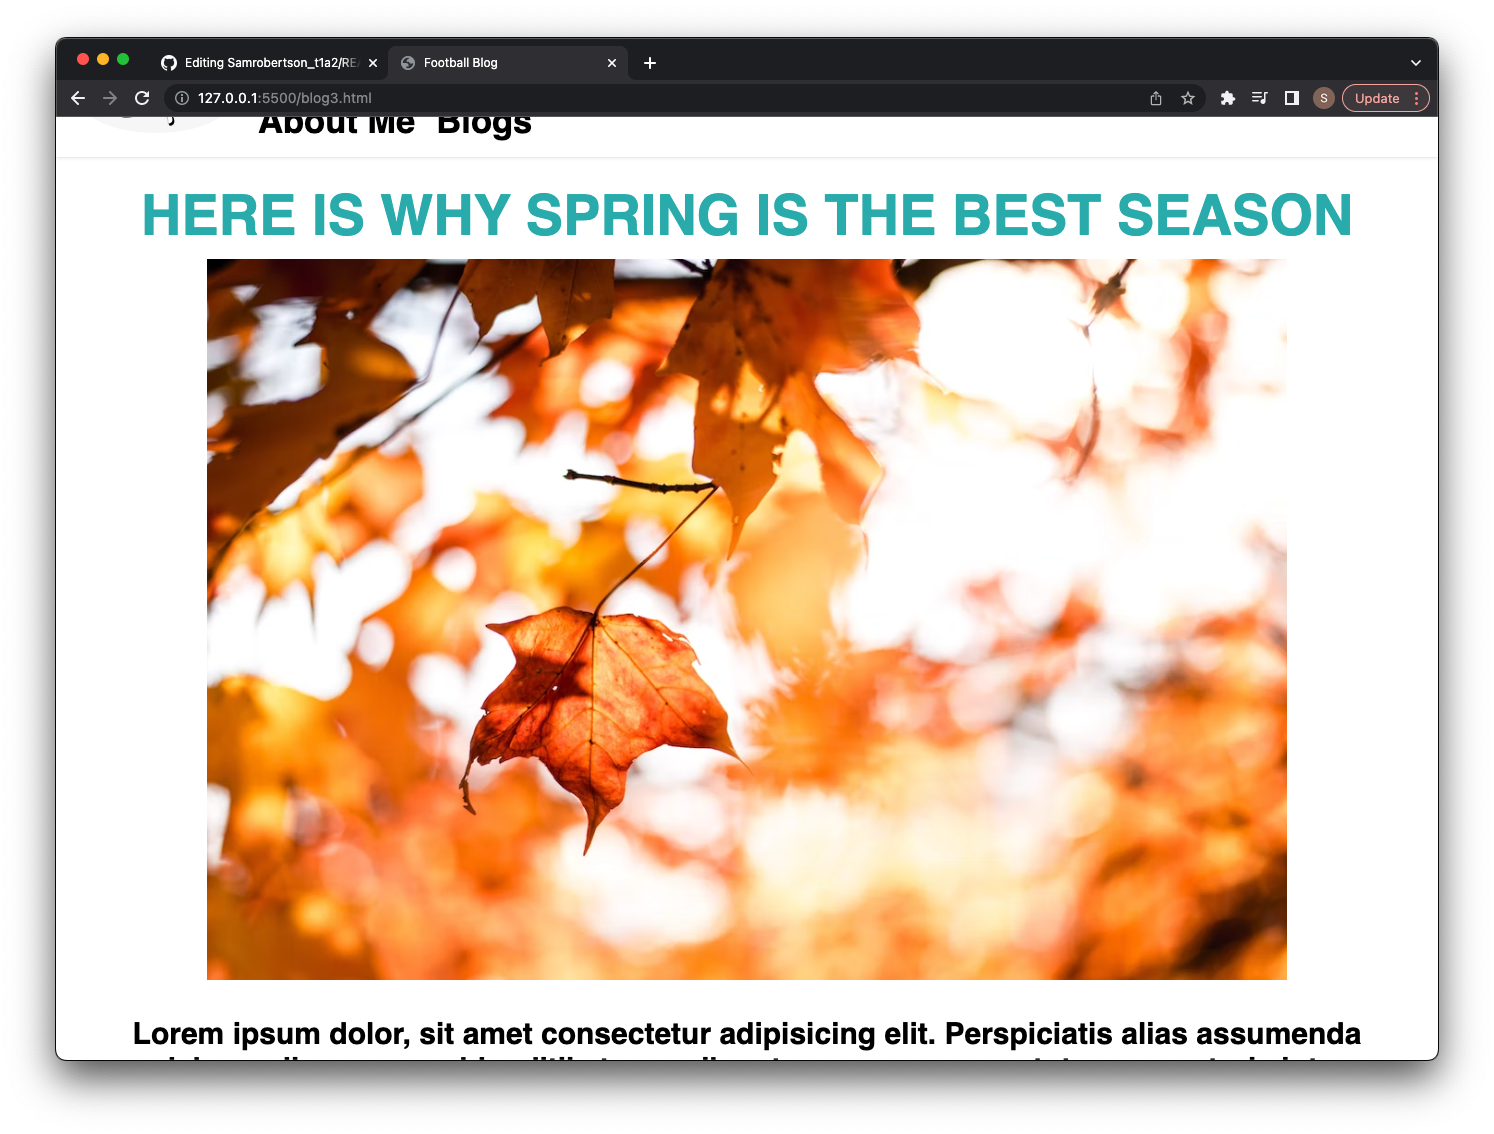 Editing Samrobertson_t1a2/RE
Football Blog
127.0.0.1:5500/blog3.html
S
Update
About Me Blogs
HERE IS WHY SPRING IS THE BEST SEASON
Lorem ipsum dolor, sit amet consectetur adipisicing elit. Perspiciatis alias assumenda